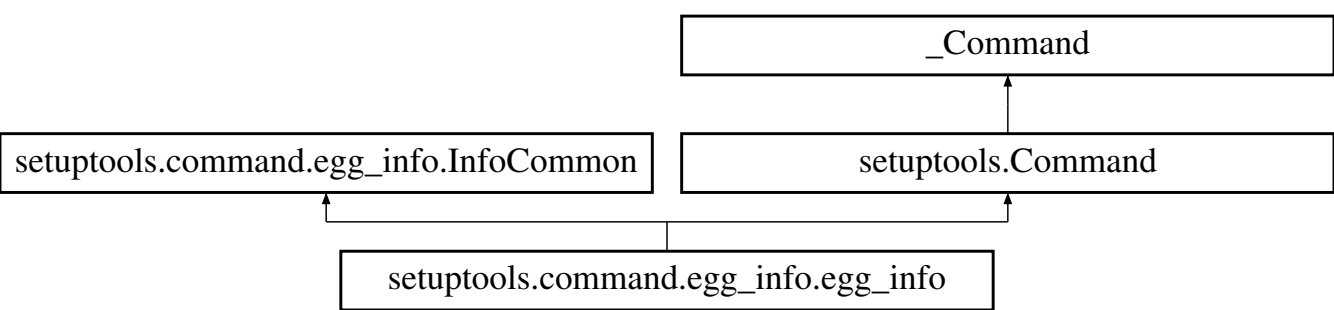 _Command
setuptools.command.egg_info.InfoCommon
setuptools.Command
setuptools.command.egg_info.egg_info